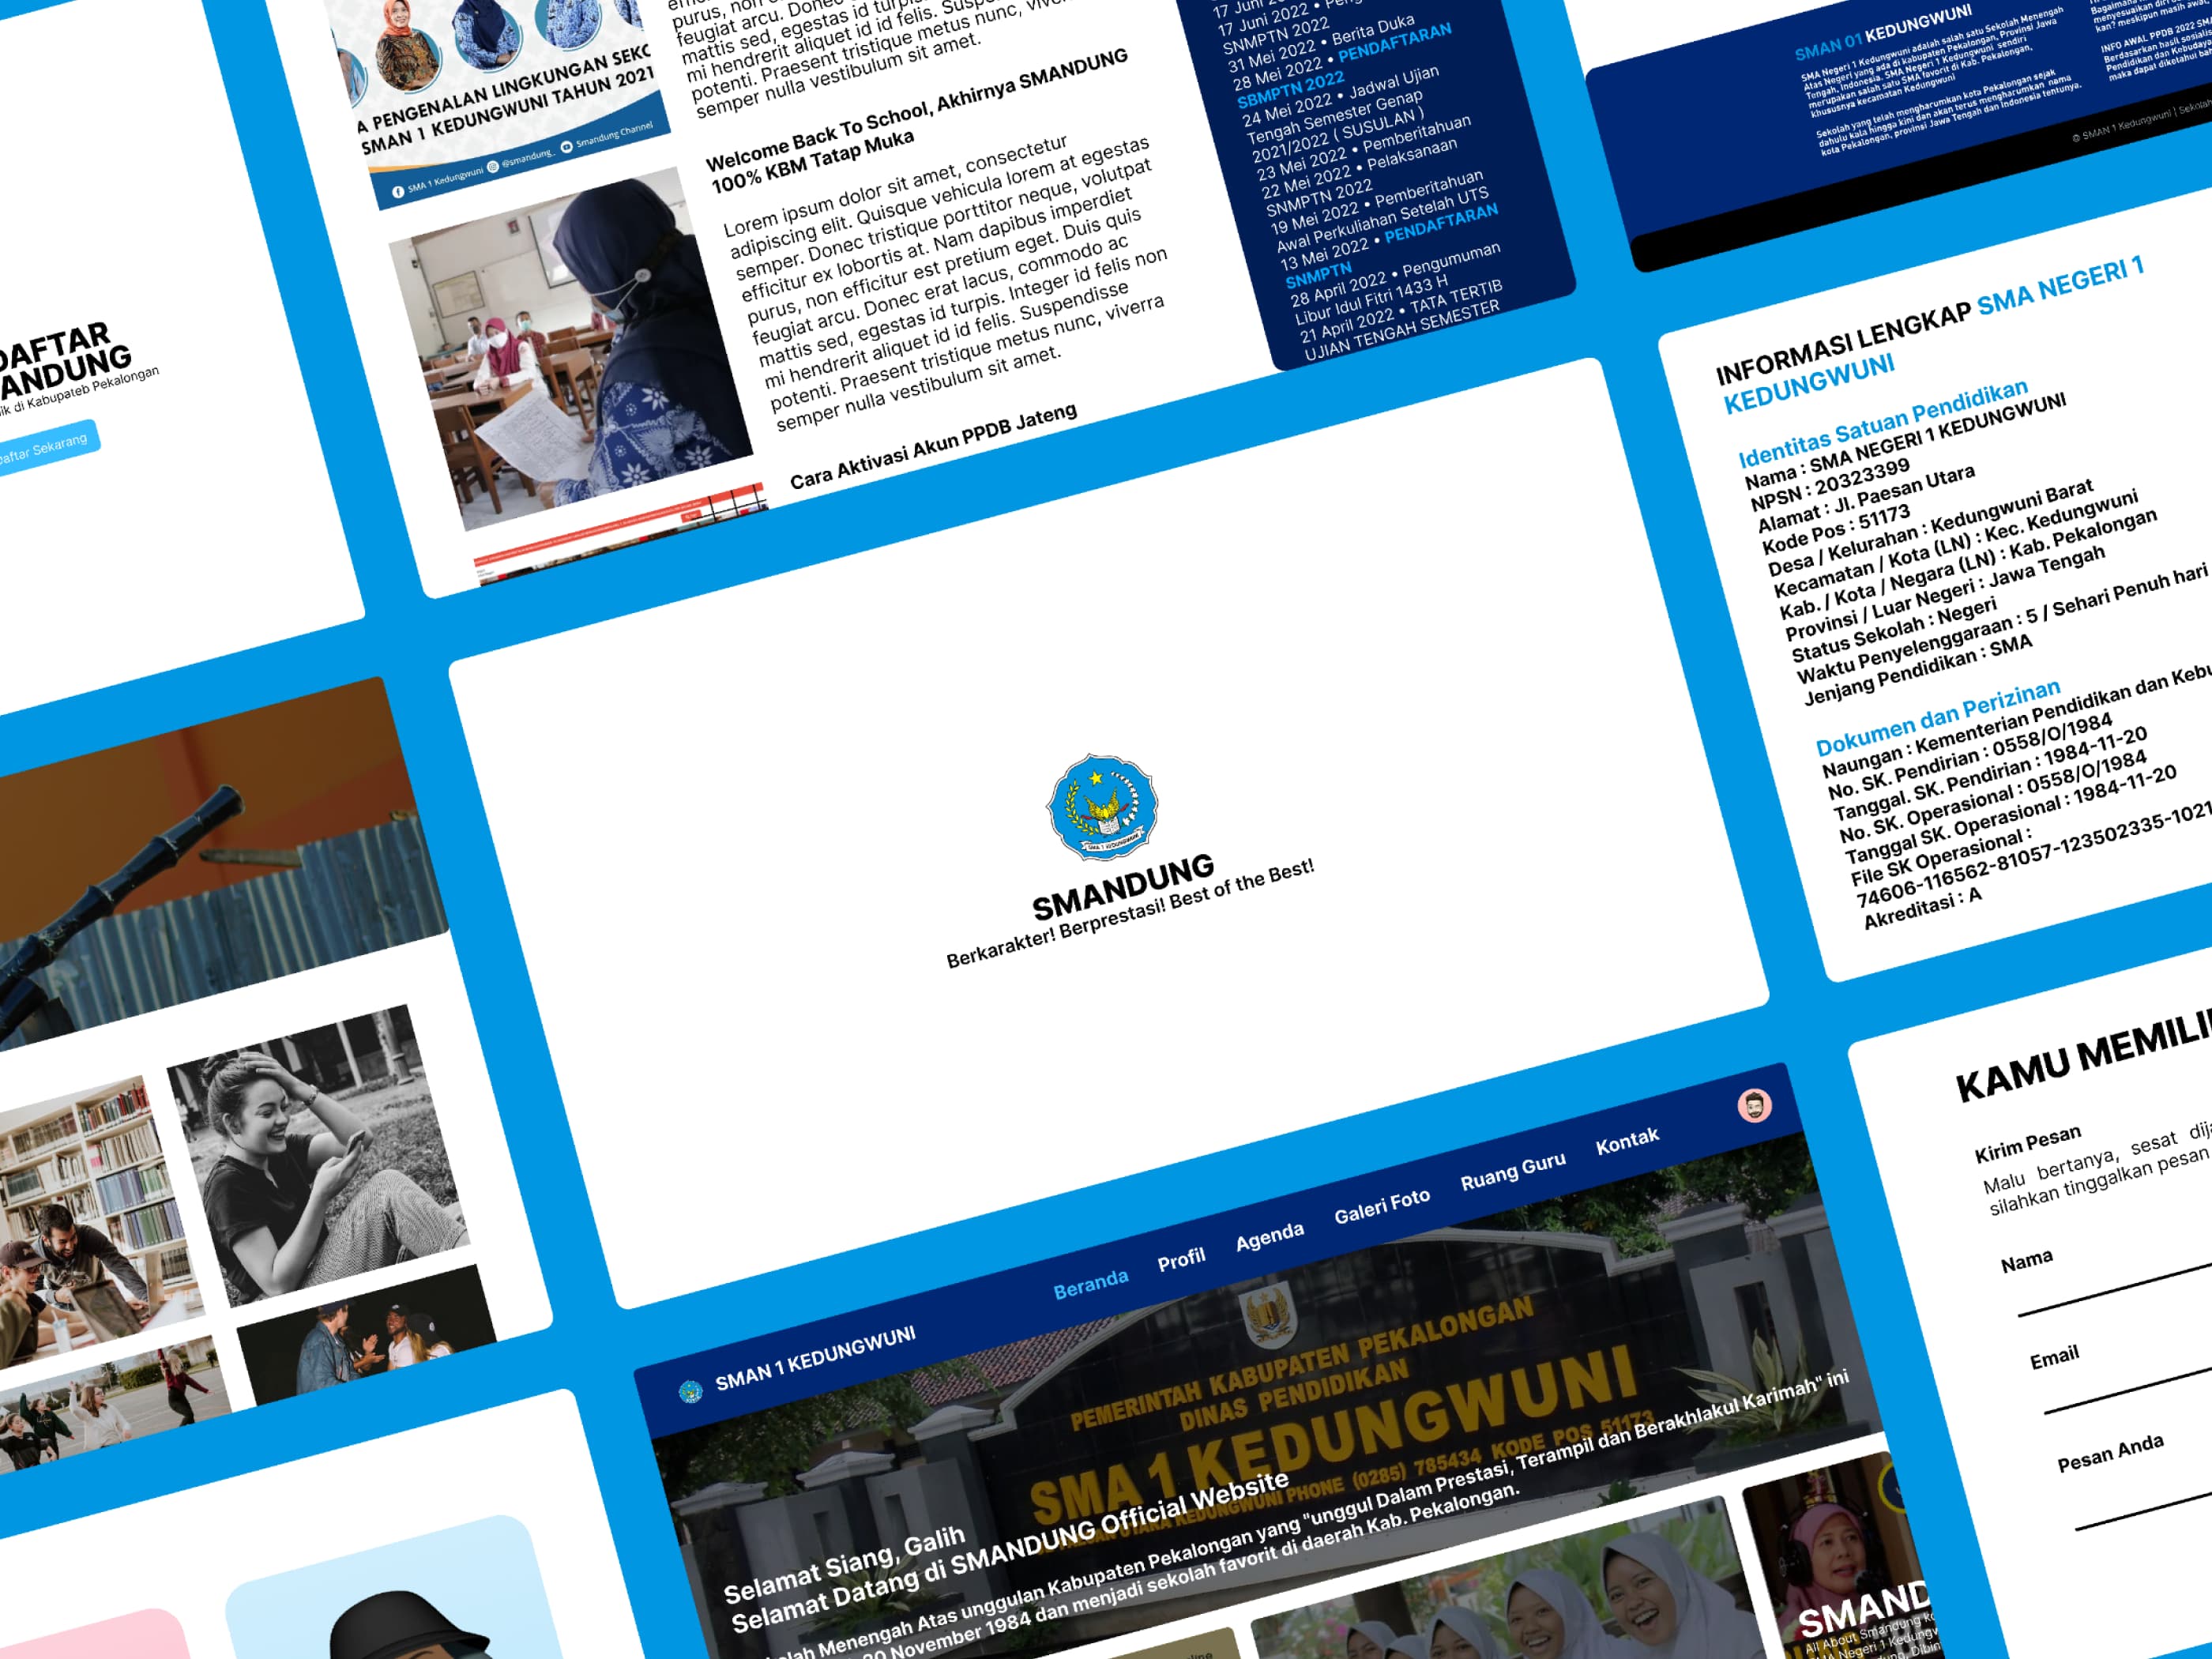 DAFTAR
ANDUNG
ik di Kabupateb Pekalongan
Daftar Sekarang
A PENGENALAN LINGKUNGAN SEKO
SMAN 1 KEDUNGWUNI TAHUN 2021
SMA 1 Kedungwuni @smandung_ Smandung Channel
purus, non
feugiat arcu. Donec
mattis sed, egestas id turpis.
mi hendrerit aliquet id id felis. Suspe
potenti. Praesent tristique metus nunc, viverra
semper nulla vestibulum sit amet.
Welcome Back To School, Akhirnya SMANDUNG
100% KBM Tatap Muka
Lorem ipsum dolor sit amet, consectetur
adipiscing elit. Quisque vehicula lorem at egestas
semper. Donec tristique porttitor neque, volutpat
efficitur ex lobortis at. Nam dapibus imperdiet
purus, non efficitur est pretium eget. Duis quis
feugiat arcu. Donec erat lacus, commodo ac
mattis sed, egestas id turpis. Integer id felis non
mi hendrerit aliquet id id felis. Suspendisse
potenti. Praesent tristique metus nunc, viverra
semper nulla vestibulum sit amet.
Cara Aktivasi Akun PPDB Jateng
17 Juni
17 Juni 2022 •
SNMPTN 2022
31 Mei 2022 • Berita Duka
28 Mei 2022 • PENDAFTARAN
SBMPTN 2022
24 Mei 2022 • Jadwal Ujian
Tengah Semester Genap
2021/2022 ( SUSULAN )
23 Mei 2022 • Pemberitahuan
22 Mei 2022 • Pelaksanaan
SNMPTN 2022
19 Mei 2022 • Pemberitahuan
Awal Perkuliahan Setelah UTS
13 Mei 2022 • PENDAFTARAN
SNMPTN
28 April 2022 • Pengumuman
Libur Idul Fitri 1433 H
21 April 2022 • TATA TERTIB
UJIAN TENGAH SEMESTER
SMAN 01 KEDUNGWUNI
SMA Negeri 1 Kedungwuni adalah salah satu Sekolah Menengah
Atas Negeri yang ada di kabupaten Pekalongan, Provinsi Jawa
Tengah, Indonesia. SMA Negeri 1 Kedungwuni sendiri
merupakan salah satu SMA favorit di Kab. Pekalongan,
khususnya kecamatan Kedungwuni
Sekolah yang telah mengharumkan kota Pekalongan sejak
dahulu kala hingga kini dan akan terus mengharumkan nama
kota Pekalongan, provinsi Jawa Tengah dan Indonesia tentunya.
Bagaimana
menyesuaikan diri
kan? meskipun masih awal,
INFO AWAL PPDB 2022 SMA
Berdasarkan hasil sosialis
Pendidikan dan Kebudaya
maka dapat diketahui bah
© SMAN 1 Kedungwuni | Sekolah
INFORMASI LENGKAP SMA NEGERI 1
KEDUNGWUNI
Identitas Satuan Pendidikan
Nama : SMA NEGERI 1 KEDUNGWUNI
NPSN : 20323399
Alamat : Jl. Paesan Utara
Kode Pos : 51173
Desa / Kelurahan : Kedungwuni Barat
Kecamatan / Kota (LN) : Kec. Kedungwuni
Kab. / Kota / Negara (LN) : Kab. Pekalongan
Provinsi / Luar Negeri : Jawa Tengah
Status Sekolah : Negeri
Waktu Penyelenggaraan : 5 / Sehari Penuh hari
Jenjang Pendidikan : SMA
Dokumen dan Perizinan
Naungan : Kementerian Pendidikan dan Kebu
No. SK. Pendirian : 0558/O/1984
Tanggal. SK. Pendirian : 1984-11-20
No. SK. Operasional : 0558/O/1984
Tanggal SK. Operasional : 1984-11-20
File SK Operasional :
74606-116562-81057-123502335-1021
Akreditasi : A
SMA 1 KEDUNGWUNI
SMANDUNG
Berkarakter! Berprestasi! Best of the Best!
SMAN 1 KEDUNGWUNI
Beranda Profil Agenda Galeri Foto Ruang Guru Kontak
PEMERINTAH KABUPATEN PEKALONGAN
DINAS PENDIDIKAN
SMA 1 KEDUNGWUNI
UTARA KEDUNGWUNI PHONE (0285) 785434 KODE POS 51173
Selamat Siang, Galih
Selamat Datang di SMANDUNG Official Website
olah Menengah Atas unggulan Kabupaten Pekalongan yang "unggul Dalam Prestasi, Terampil dan Berakhlakul Karimah" ini
20 November 1984 dan menjadi sekolah favorit di daerah Kab. Pekalongan.
SMAND
All About Smandung
SMA Negeri 1 Kedungw
KAMU MEMILI
Kirim Pesan
Malu bertanya, sesat
silahkan tinggalkan pesan
Nama
Email
Pesan Anda